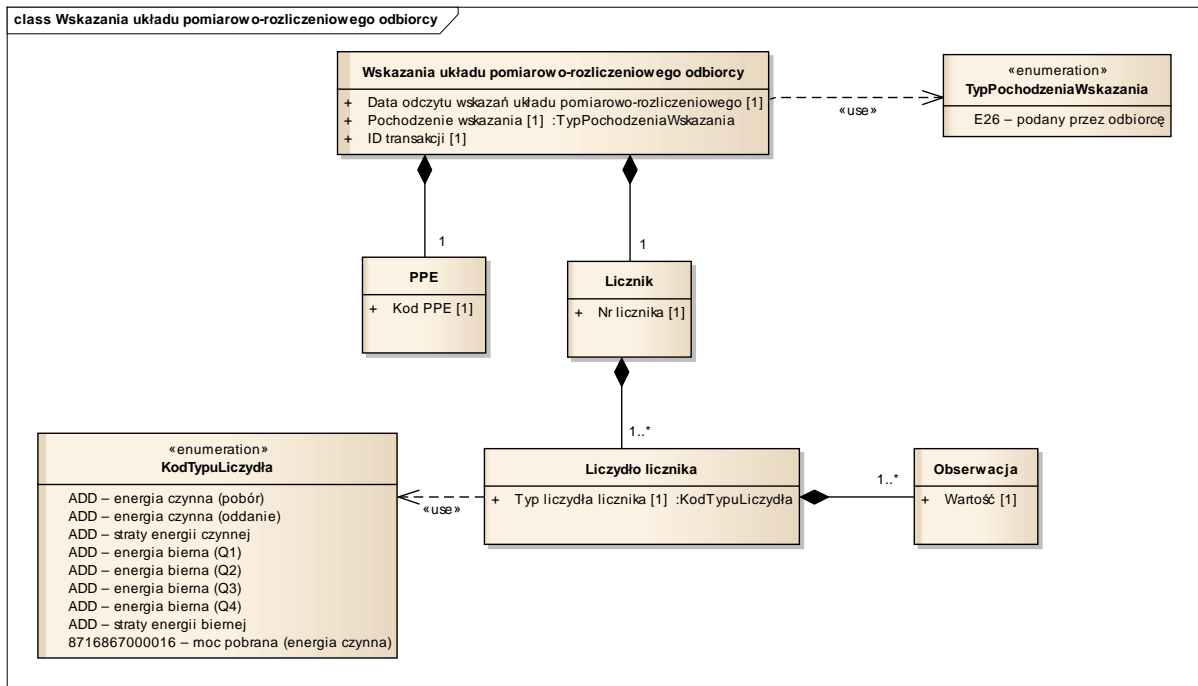 class Wskazania układu pomiarowo-rozliczeniowego odbiorcy
Wskazania układu pomiarowo-rozliczeniowego odbiorcy
+ Data odczytu wskazań układu pomiarowo-rozliczeniowego [1]
+ Pochodzenie wskazania [1] :TypPochodzeniaWskazania
+ ID transakcji [1]
«use»
«enumeration»
TypPochodzeniaWskazania
E26 – podany przez odbiorcę
1
1
PPE
+ Kod PPE [1]
Licznik
+ Nr licznika [1]
1..*
«enumeration»
KodTypuLiczydła
ADD – energia czynna (pobór)
ADD – energia czynna (oddanie)
ADD – straty energii czynnej
ADD – energia bierna (Q1)
ADD – energia bierna (Q2)
ADD – energia bierna (Q3)
ADD – energia bierna (Q4)
ADD – straty energii biernej
8716867000016 – moc pobrana (energia czynna)
«use»
Liczydło licznika
+ Typ liczydła licznika [1] :KodTypuLiczydła
1..*
Obserwacja
+ Wartość [1]